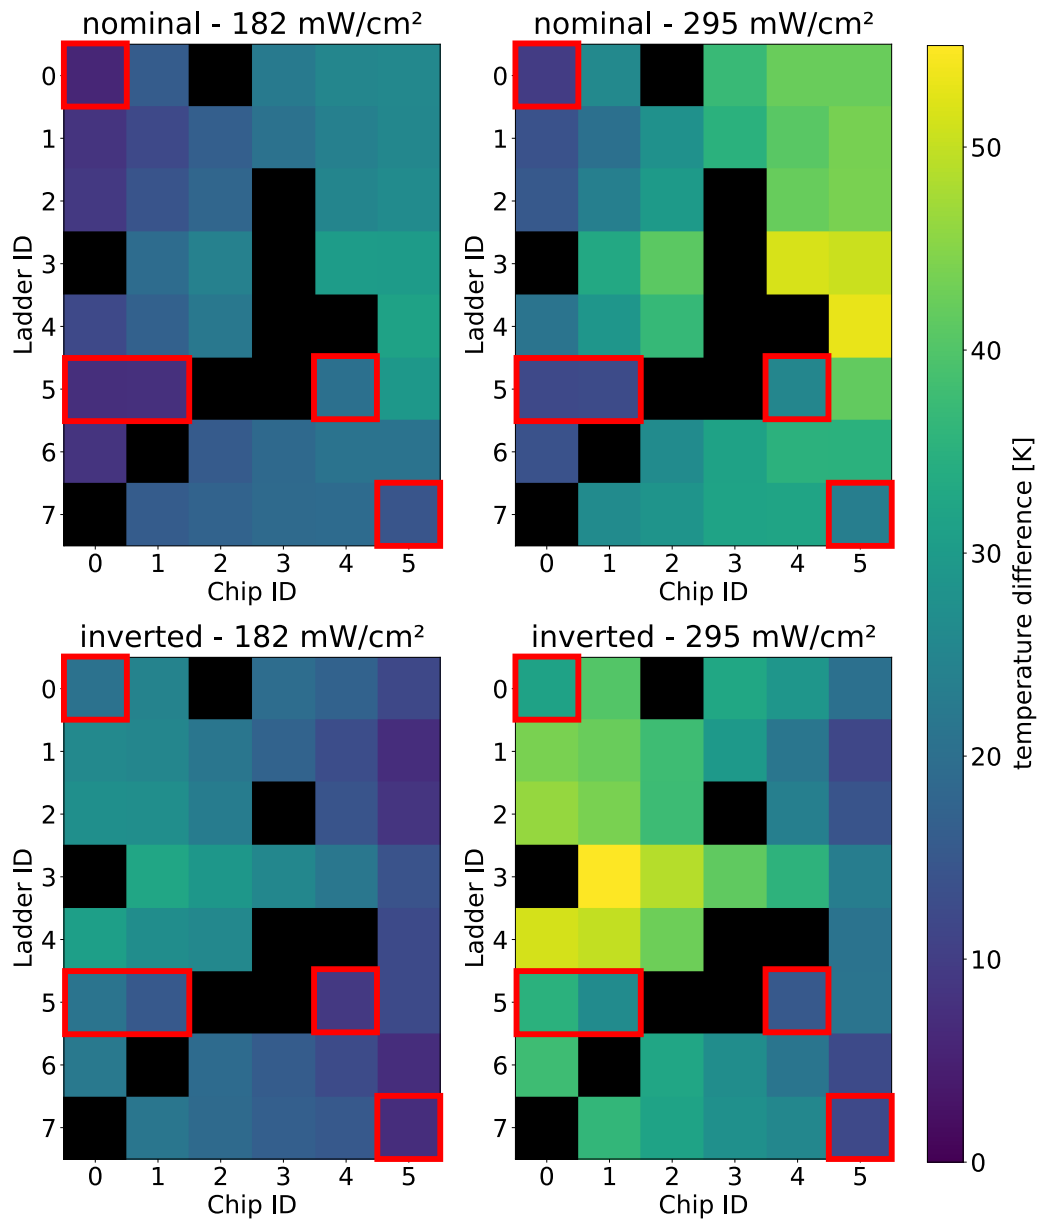 nominal - 182 mW/cm²
nominal - 295 mW/cm²
Ladder ID
0
1
2
3
4
5
6
7
0 1 2 3 4 5
Chip ID
Ladder ID
0
1
2
3
4
5
6
7
0 1 2 3 4 5
Chip ID
inverted - 182 mW/cm²
inverted - 295 mW/cm²
Ladder ID
0
1
2
3
4
5
6
7
0 1 2 3 4 5
Chip ID
Ladder ID
0
1
2
3
4
5
6
7
0 1 2 3 4 5
Chip ID
50
40
30
20
10
0
temperature difference [K]